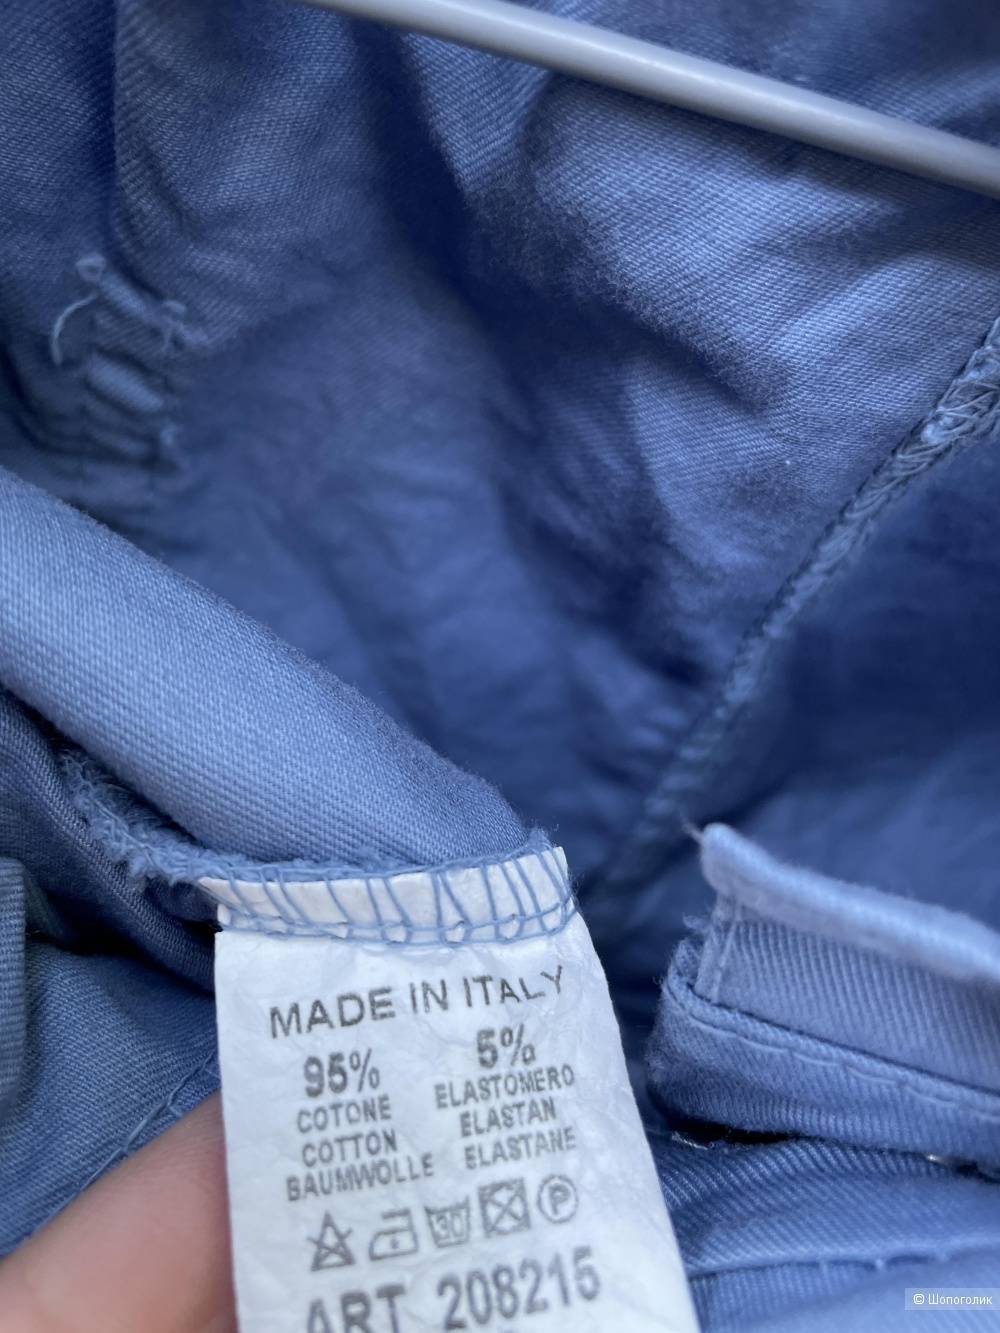 MADE IN ITALY
95% 5%
COTONE ELASTOMERO
COTTON ELASTAN
BAUMWOLLE ELASTANE
30 P
ART 208215
© Шопоголик